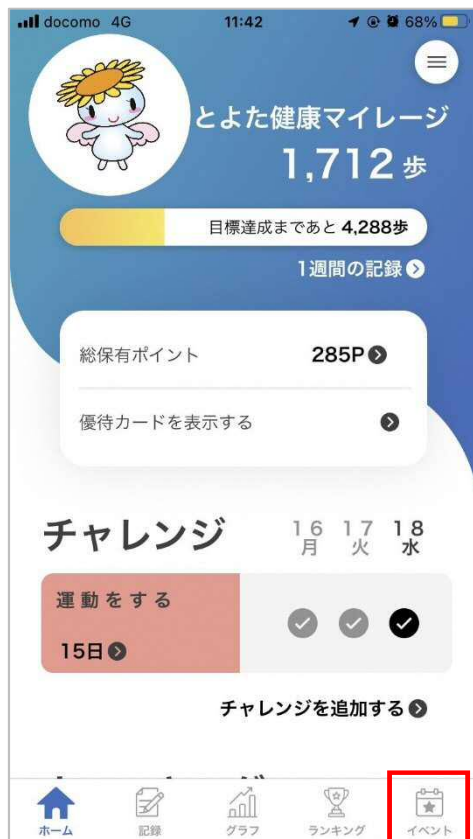 docomo 4G 11:42 68%
とよた健康マイレージ
1,712 歩
目標達成まであと 4,288歩
1週間の記録
総保有ポイント 285P
優待カードを表示する
チャレンジ
16 17 18
月 火 水
運動をする
15日
チャレンジを追加する
ホーム 記録 グラフ ランキング イベント